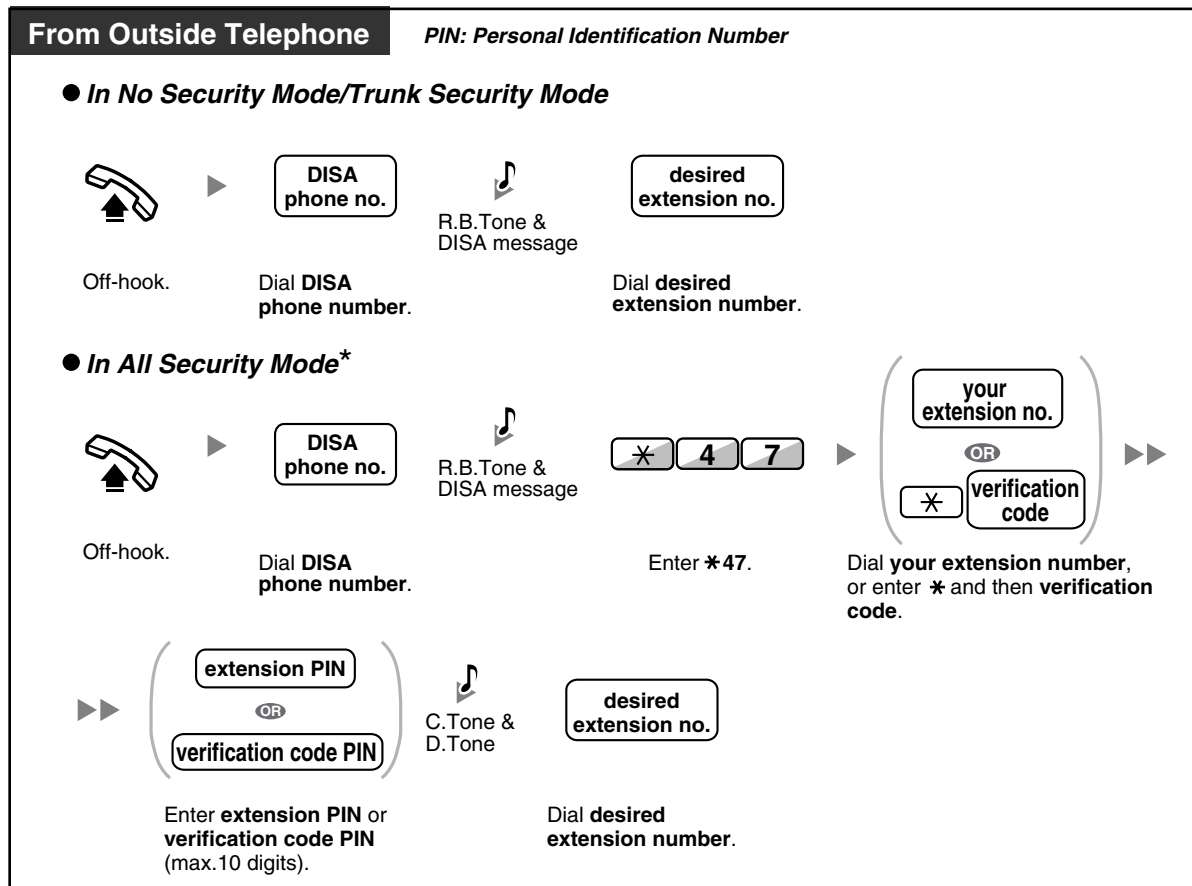 From Outside Telephone
PIN: Personal Identification Number
● In No Security Mode/Trunk Security Mode
DISA
phone no.
desired
extension no.
R.B.Tone &
DISA message
Off-hook.
Dial DISA
phone number.
Dial desired
extension number.
● In All Security Mode*
DISA
phone no.
R.B.Tone &
DISA message
* 4 7
your
extension no.
OR
* verification
code
Off-hook.
Dial DISA
phone number.
Enter *47.
Dial your extension number,
or enter * and then verification
code.
extension PIN
OR
verification code PIN
C.Tone &
D.Tone
desired
extension no.
Enter extension PIN or
verification code PIN
(max.10 digits).
Dial desired
extension number.